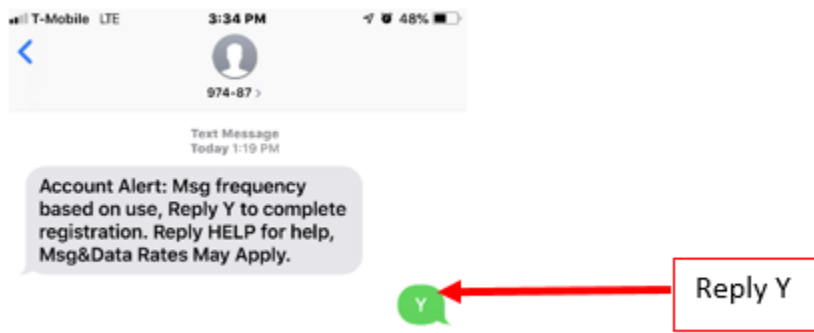 T-Mobile LTE 3:34 PM 48%
974-87 >
Text Message
Today 1:19 PM
Account Alert: Msg frequency
based on use, Reply Y to complete
registration. Reply HELP for help,
Msg&Data Rates May Apply.
Y
Reply Y